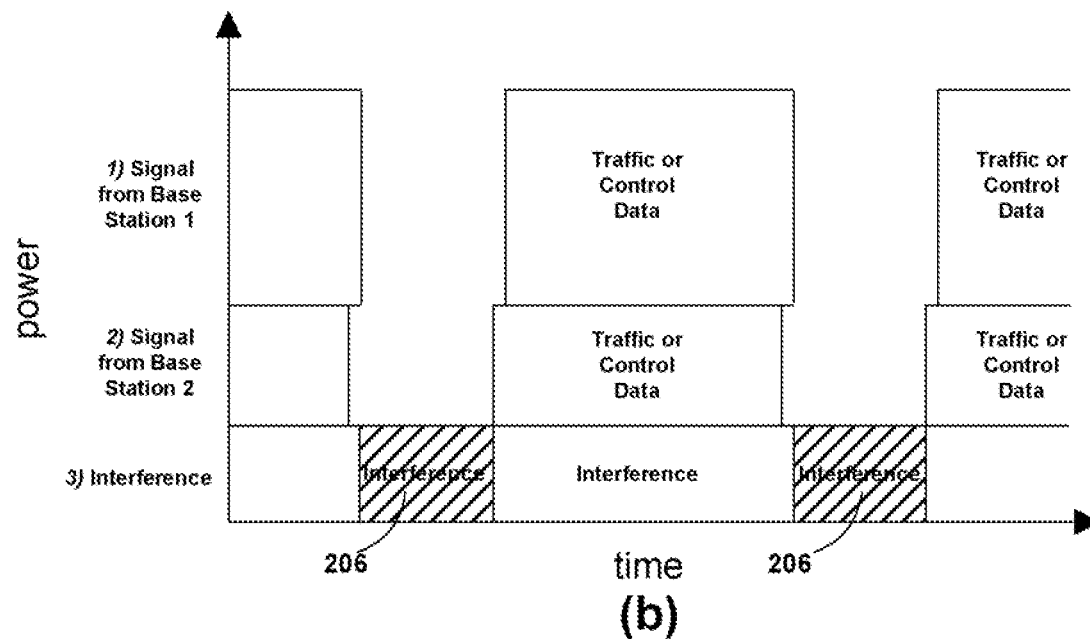 power
1) Signal
from Base
Station 1
Traffic or
Control
Data
Traffic or
Control
Data
2) Signal
from Base
Station 2
Traffic or
Control
Data
Traffic or
Control
Data
3) Interference
Interference
Interference
Interference
206
206
time
(b)